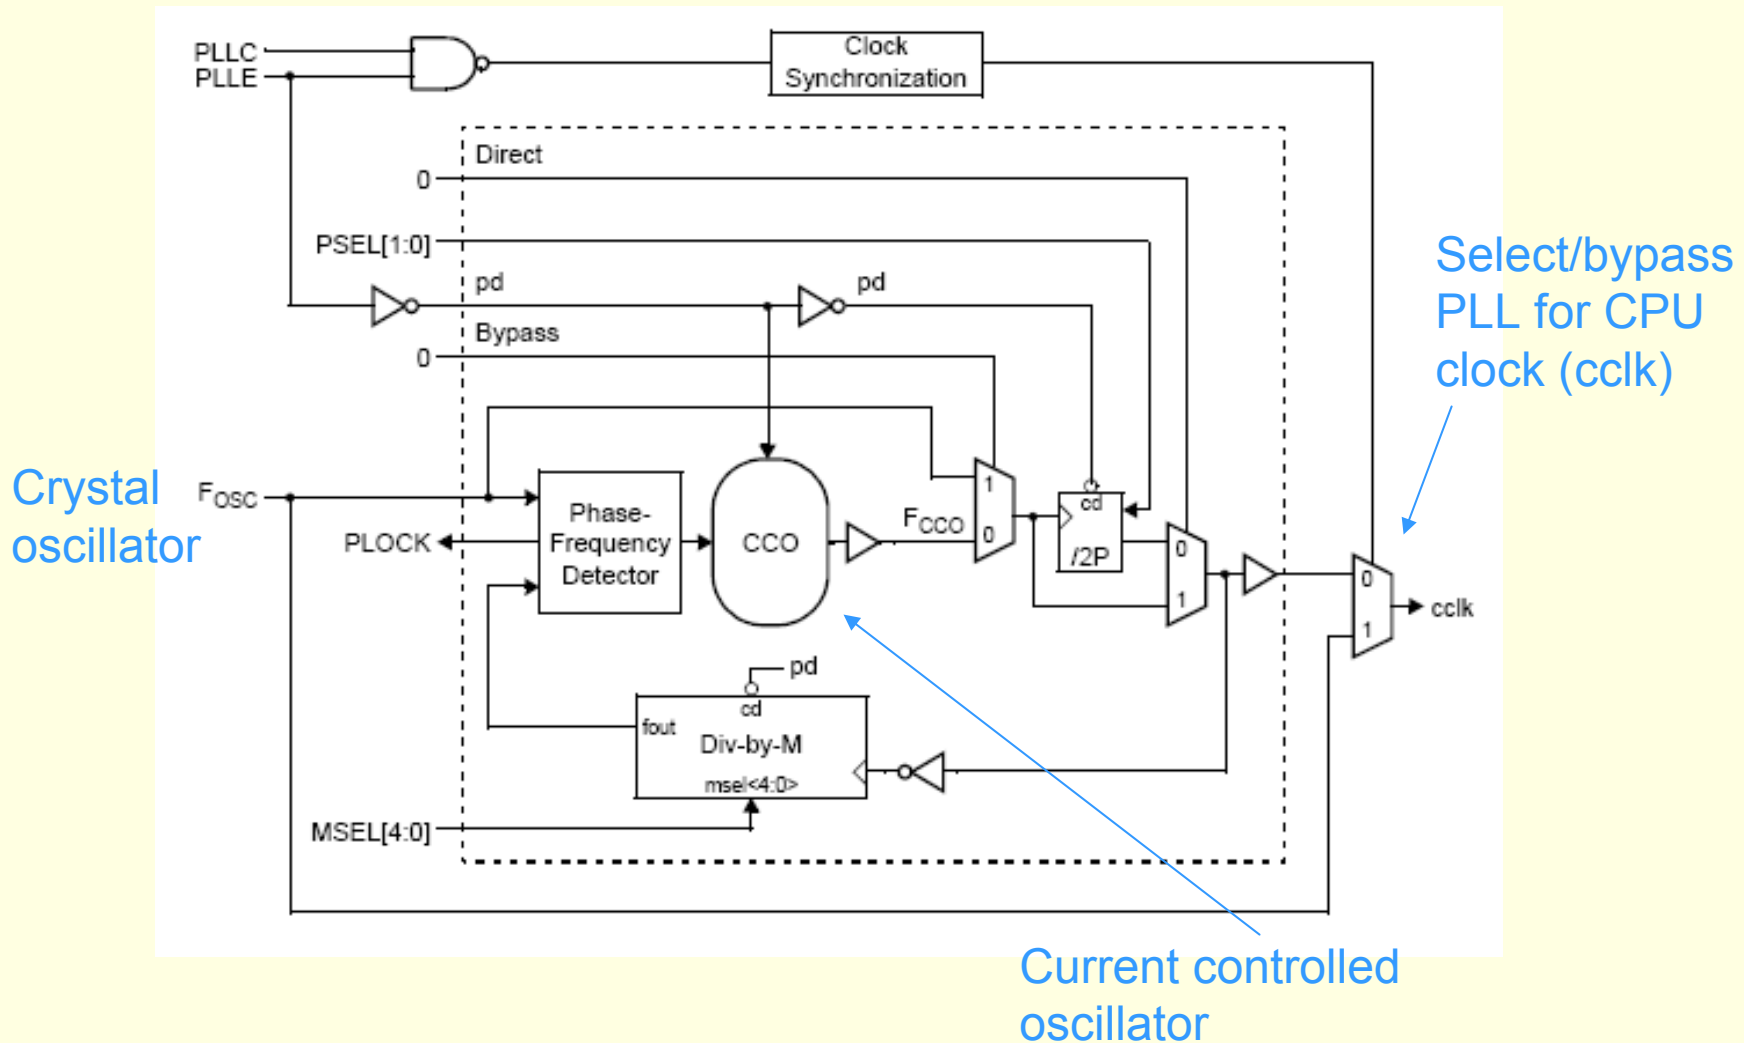 PLLC
PLLE
Clock
Synchronization
Direct
0
PSEL[1:0]
pd
pd
Bypass
0
Select/bypass
PLL for CPU
clock (cclk)
Crystal
oscillator
FOSC
PLOCK
Phase-
Frequency
Detector
CCO
FCCO
1
0
cd
/2P
0
1
0
1
cclk
pd
cd
fout
Div-by-M
msel<4:0>
MSEL[4:0]
Current controlled
oscillator